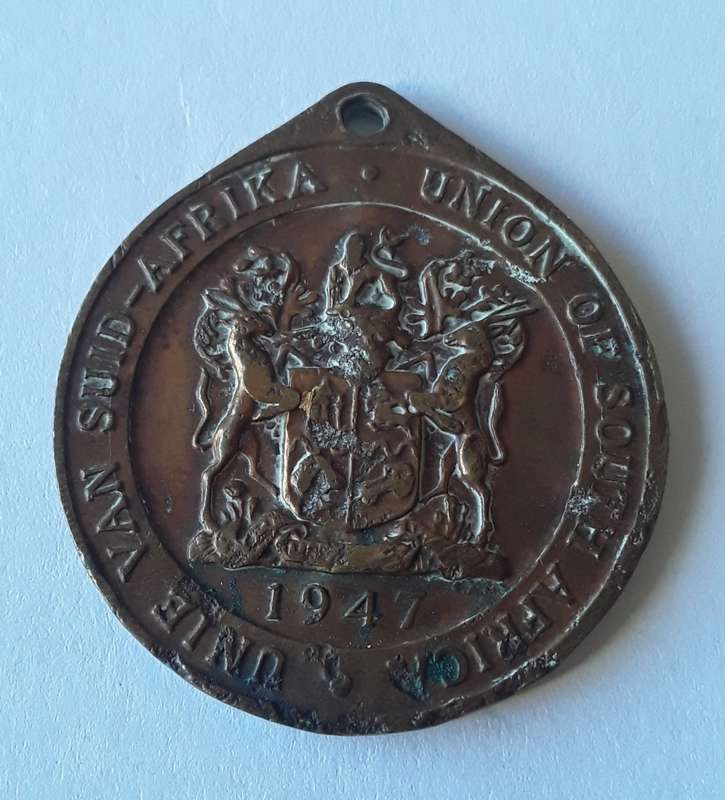 UNIE VAN SUID-AFRIKA · UNION OF SOUTH AFRICA ·
1947